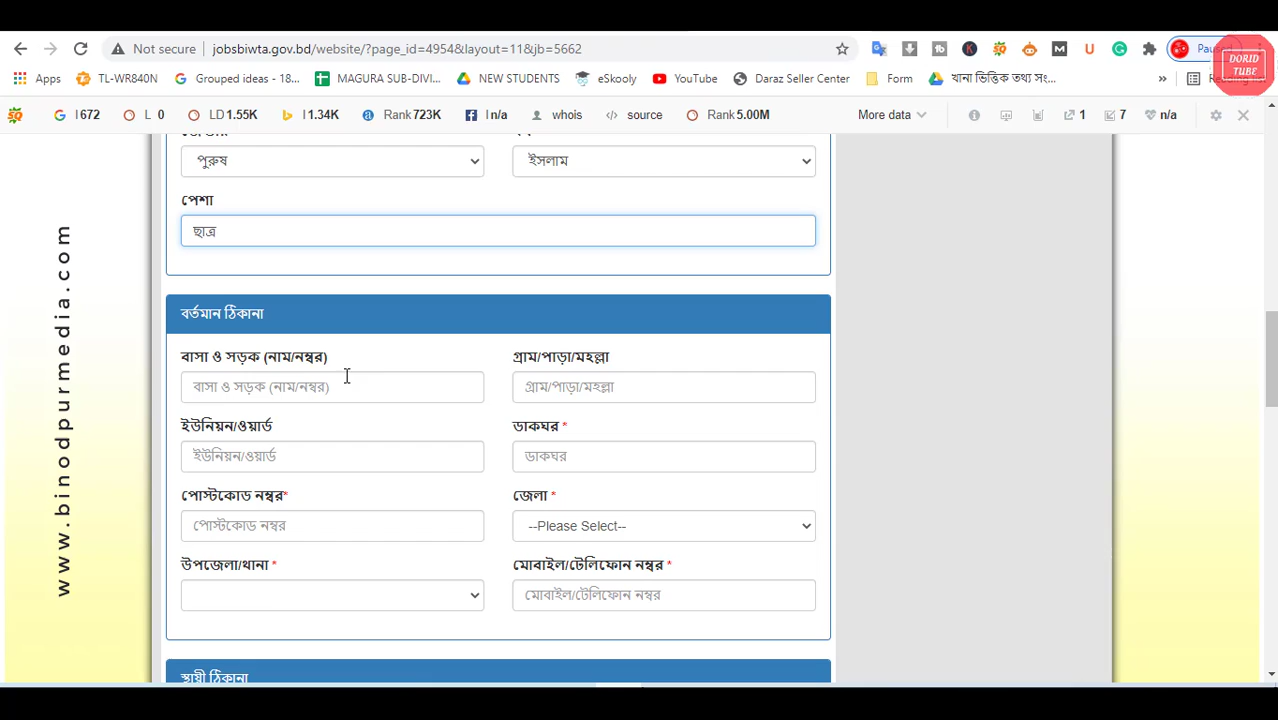 Not secure jobsbiwta.gov.bd/website/?page_id=4954&layout=11&jb=5662
DORID TUBE
Apps TL-WR840N Grouped ideas - 18... MAGURA SUB-DIVI... NEW STUDENTS eSkooly YouTube Daraz Seller Center Form খানা ভিত্তিক তথ্য সং... »
I 672 L 0 LD 1.55K I 1.34K Rank 723K I n/a whois source Rank 5.00M More data 1 7 n/a
পুরুষ ইসলাম
পেশা
ছাত্র
বর্তমান ঠিকানা
বাসা ও সড়ক (নাম/নম্বর) গ্রাম/পাড়া/মহল্লা
বাসা ও সড়ক (নাম/নম্বর) গ্রাম/পাড়া/মহল্লা
ইউনিয়ন/ওয়ার্ড ডাকঘর *
ইউনিয়ন/ওয়ার্ড ডাকঘর
পোস্টকোড নম্বর* জেলা *
পোস্টকোড নম্বর --Please Select--
উপজেলা/থানা * মোবাইল/টেলিফোন নম্বর *
মোবাইল/টেলিফোন নম্বর
স্থায়ী ঠিকানা
www.binodpurmedia.com